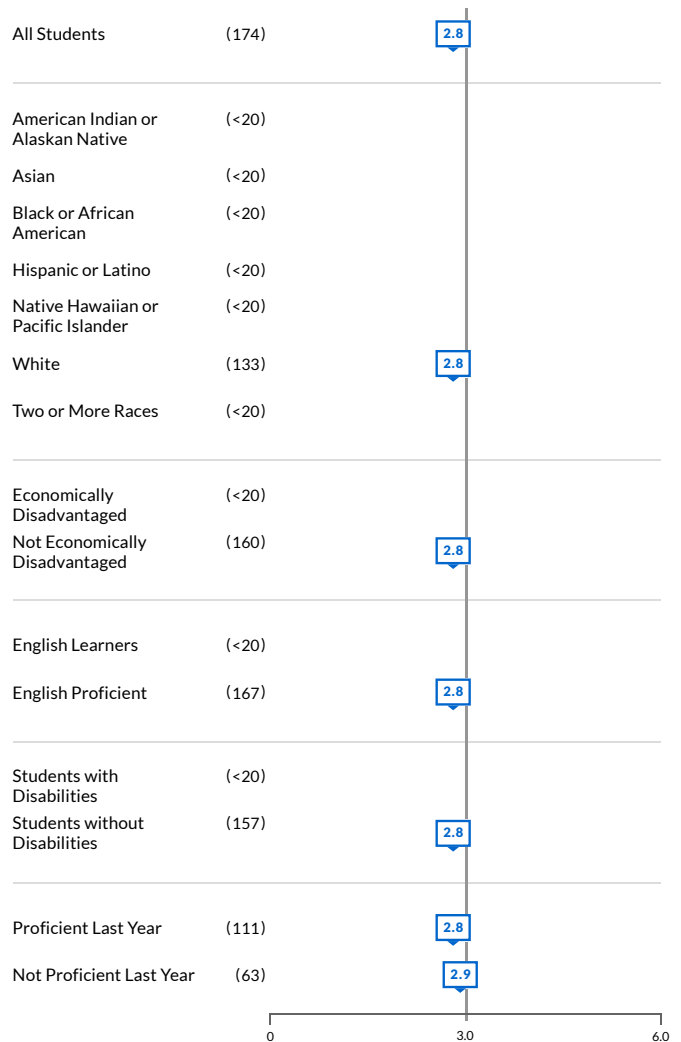 All Students (174) 2.8
American Indian or (<20)
Alaskan Native
Asian (<20)
Black or African (<20)
American
Hispanic or Latino (<20)
Native Hawaiian or (<20)
Pacific Islander
White (133) 2.8
Two or More Races (<20)
Economically (<20)
Disadvantaged
Not Economically (160) 2.8
Disadvantaged
English Learners (<20)
English Proficient (167) 2.8
Students with (<20)
Disabilities
Students without (157) 2.8
Disabilities
Proficient Last Year (111) 2.8
Not Proficient Last Year (63) 2.9
0 3.0 6.0